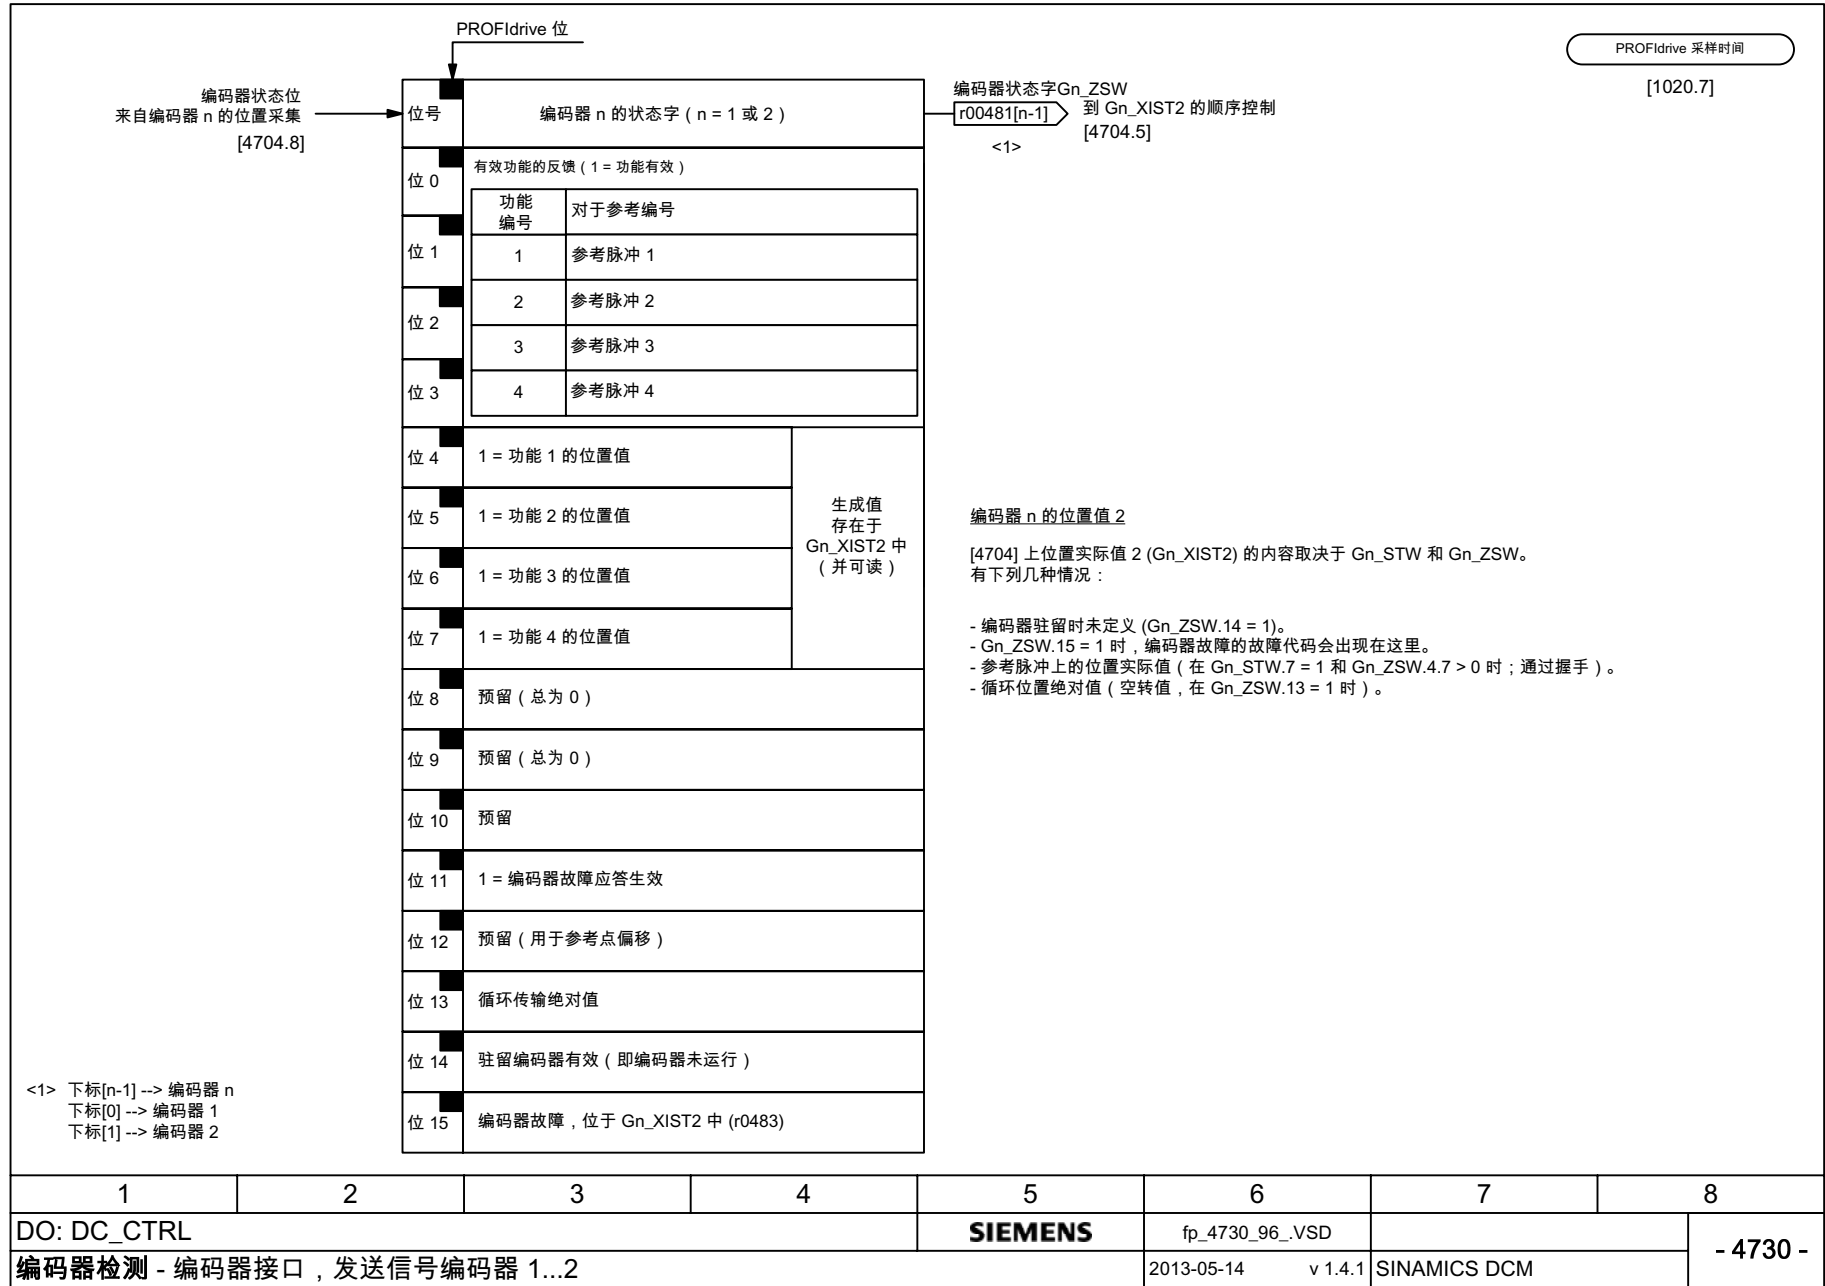 PROFIdrive 位
PROFIdrive 采样时间
[1020.7]
编码器状态位
来自编码器 n 的位置采集
[4704.8]
位号
编码器 n 的状态字 ( n = 1 或 2 )
编码器状态字Gn_ZSW
r00481[n-1]
到 Gn_XIST2 的顺序控制
[4704.5]
<1>
位 0
有效功能的反馈 ( 1 = 功能有效 )
功能
编号
对于参考编号
位 1
1
参考脉冲 1
2
参考脉冲 2
位 2
3
参考脉冲 3
位 3
4
参考脉冲 4
位 4
1 = 功能 1 的位置值
位 5
1 = 功能 2 的位置值
生成值
存在于
Gn_XIST2 中
( 并可读 )
位 6
1 = 功能 3 的位置值
位 7
1 = 功能 4 的位置值
编码器 n 的位置值 2
[4704] 上位置实际值 2 (Gn_XIST2) 的内容取决于 Gn_STW 和 Gn_ZSW。
有下列几种情况 :
- 编码器驻留时未定义 (Gn_ZSW.14 = 1)。
- Gn_ZSW.15 = 1 时 , 编码器故障的故障代码会出现在这里。
- 参考脉冲上的位置实际值 ( 在 Gn_STW.7 = 1 和 Gn_ZSW.4.7 > 0 时 ; 通过握手 ) 。
- 循环位置绝对值 ( 空转值 , 在 Gn_ZSW.13 = 1 时 ) 。
位 8
预留 ( 总为 0 )
位 9
预留 ( 总为 0 )
位 10
预留
位 11
1 = 编码器故障应答生效
位 12
预留 ( 用于参考点偏移 )
位 13
循环传输绝对值
位 14
驻留编码器有效 ( 即编码器未运行 )
位 15
编码器故障 , 位于 Gn_XIST2 中 (r0483)
<1> 下标[n-1] --> 编码器 n
下标[0] --> 编码器 1
下标[1] --> 编码器 2
1 2 3 4 5 6 7 8
DO: DC_CTRL
SIEMENS
fp_4730_96_.VSD
- 4730 -
编码器检测 - 编码器接口 , 发送信号编码器 1...2
2013-05-14
v 1.4.1
SINAMICS DCM